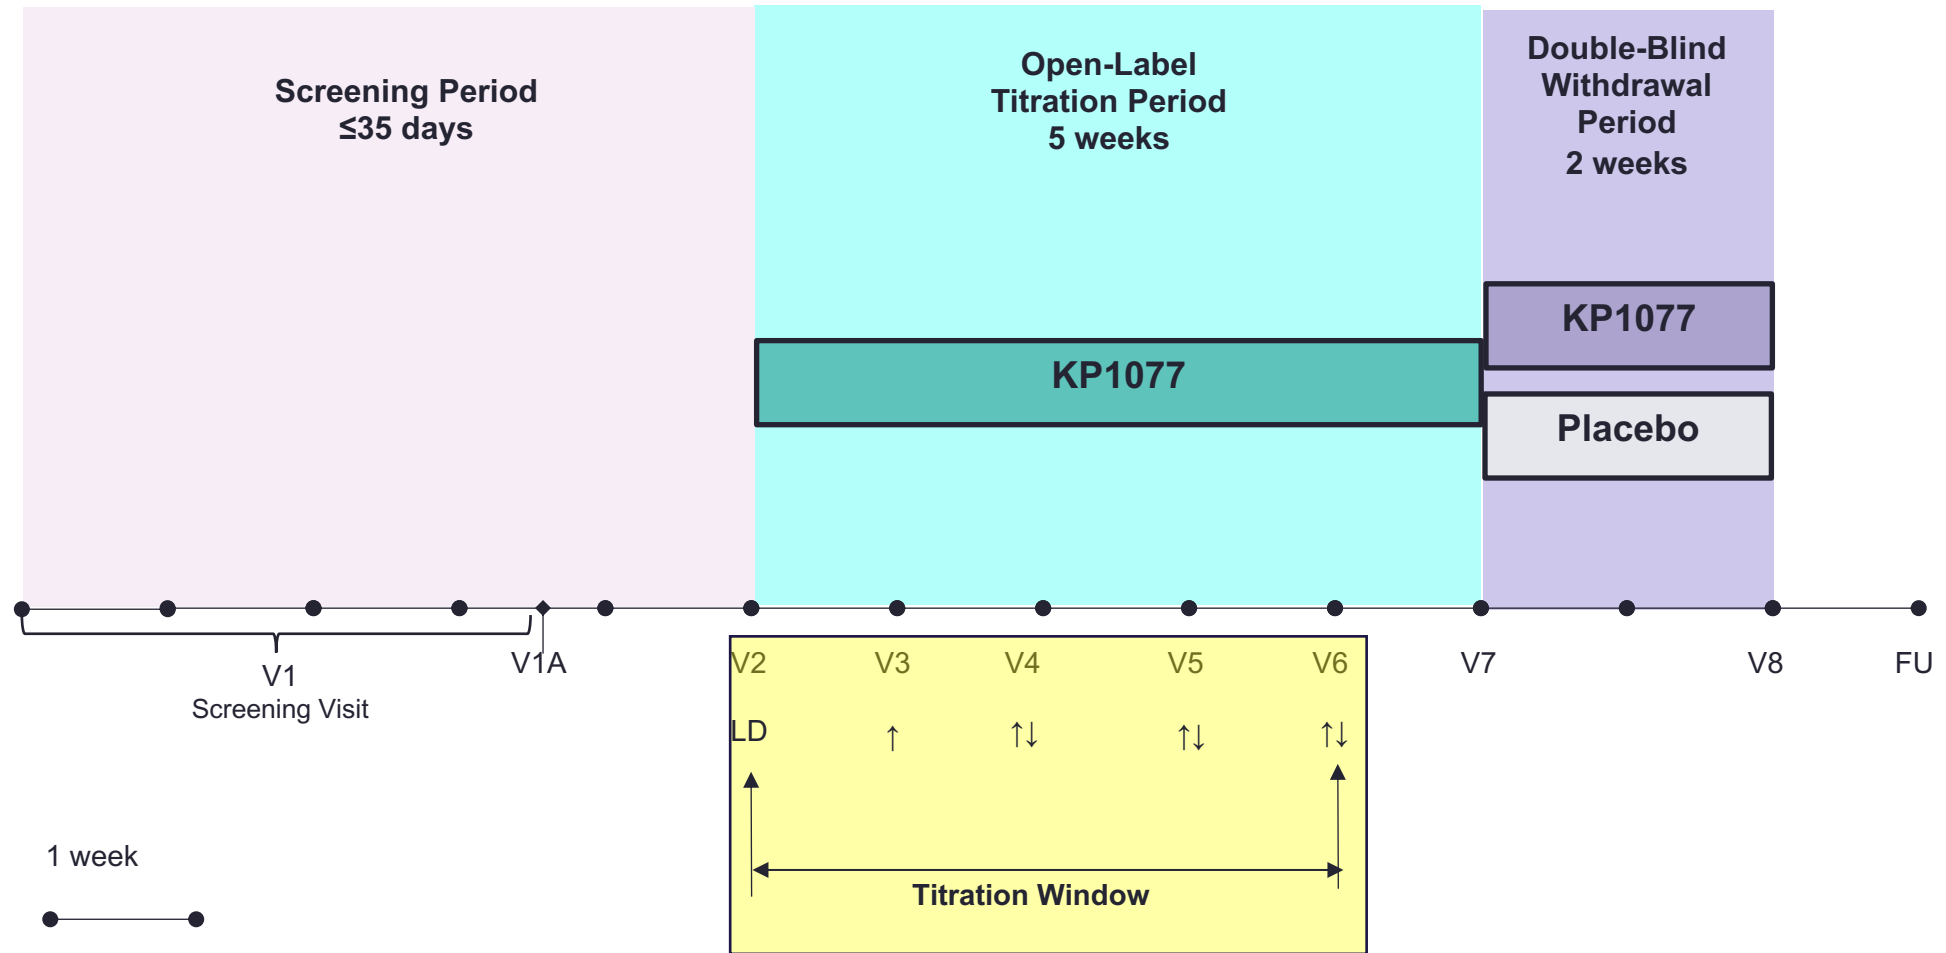 Screening Period
≤35 days
Open-Label
Titration Period
5 weeks
Double-Blind
Withdrawal
Period
2 weeks
KP1077
KP1077
Placebo
V1
Screening Visit
V1A
V2
V3
V4
V5
V6
V7
V8
FU
LD
↑
↑↓
↑↓
↑↓
1 week
Titration Window